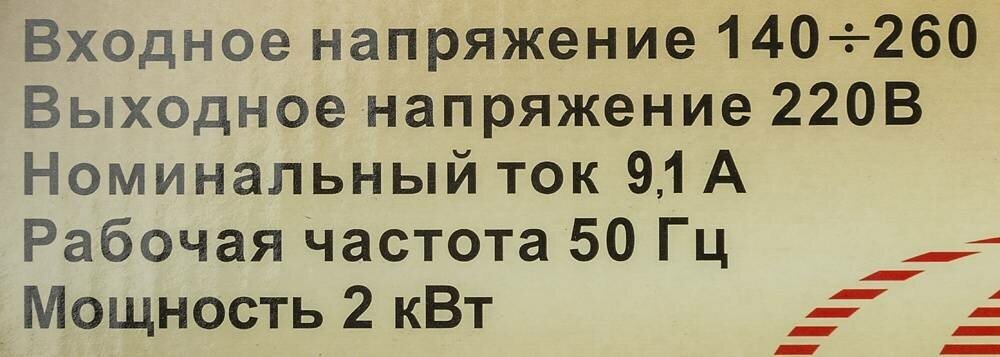 Входное напряжение 140÷260
Выходное напряжение 220В
Номинальный ток 9,1 А
Рабочая частота 50 Гц
Мощность 2 кВт